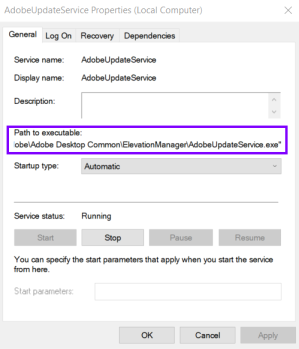 AdobeUpdateService Properties (Local Computer)
General Log On Recovery Dependencies
Service name: AdobeUpdateService
Display name: AdobeUpdateService
Description:
Path to executable:
obe\Adobe Desktop Common\ElevationManager\AdobeUpdateService.exe"
Startup type: Automatic
Service status: Running
Start Stop Pause Resume
You can specify the start parameters that apply when you start the service
from here.
Start parameters:
OK Cancel Apply